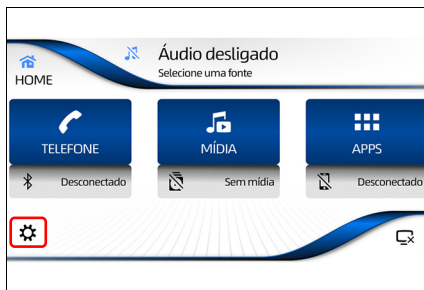 Áudio desligado
Selecione uma fonte
HOME
TELEFONE
MÍDIA
APPS
Desconectado
Sem mídia
Desconectado